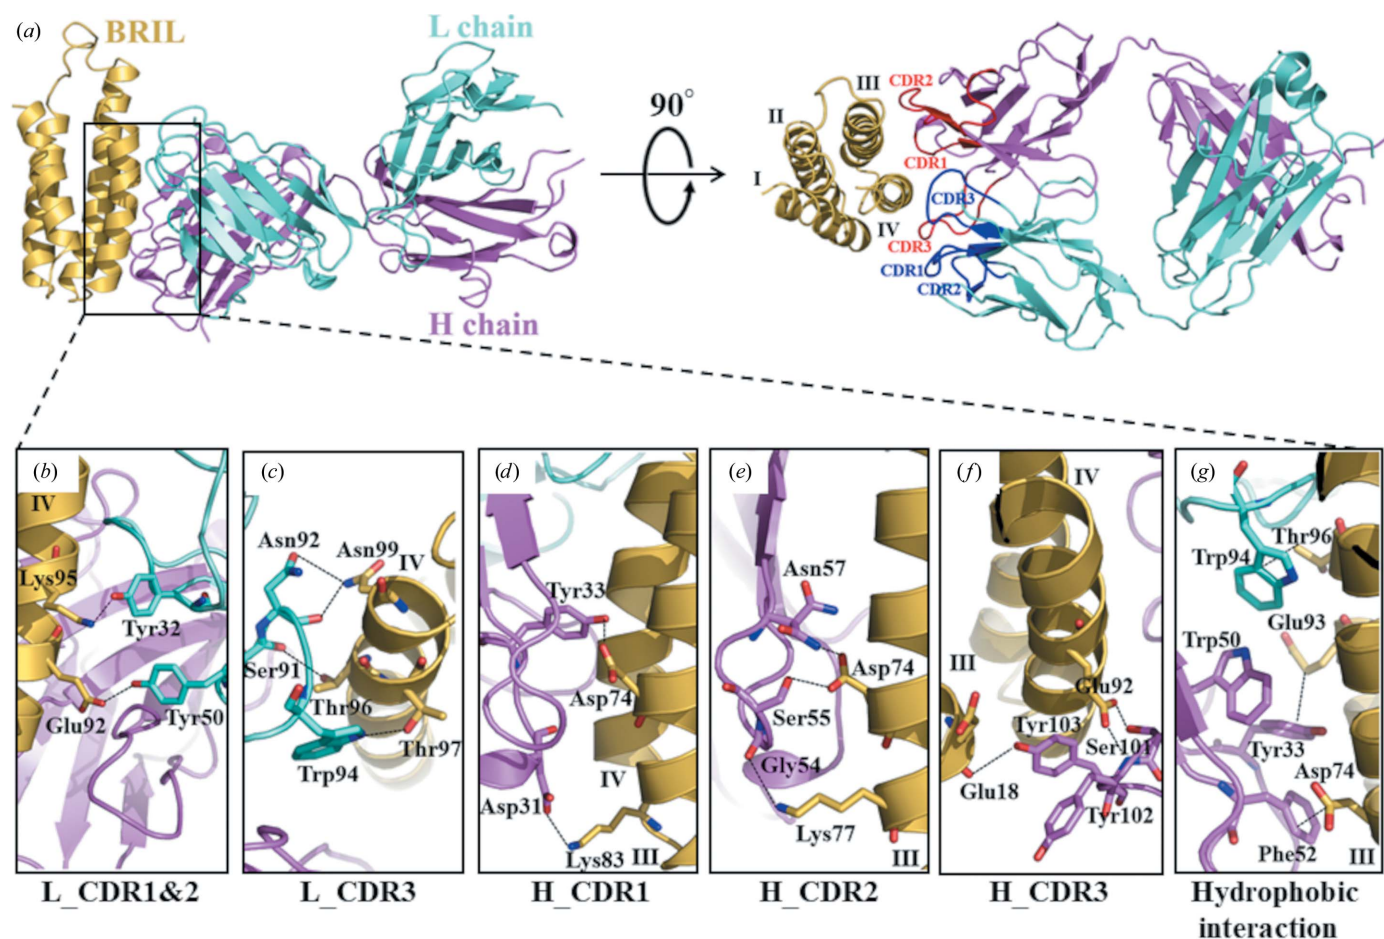 (a)
BRIL
L chain
H chain
90°
I
II
III
IV
CDR2
CDR1
CDR3
CDR3
CDR1
CDR2
(b)
IV
Lys95
Tyr32
Glu92
Tyr50
L_CDR1&2
(c)
Asn92
Asn99
IV
Ser91
Thr96
Thr97
Trp94
L_CDR3
(d)
Tyr33
Asp74
IV
Asp31
Lys83
III
H_CDR1
(e)
Asn57
Asp74
Ser55
Gly54
Lys77
III
H_CDR2
(f)
IV
III
Glu92
Tyr103
Ser101
Glu18
Tyr102
H_CDR3
(g)
Thr96
Trp94
Glu93
Trp50
Tyr33
Asp74
Phe52
III
Hydrophobic
interaction